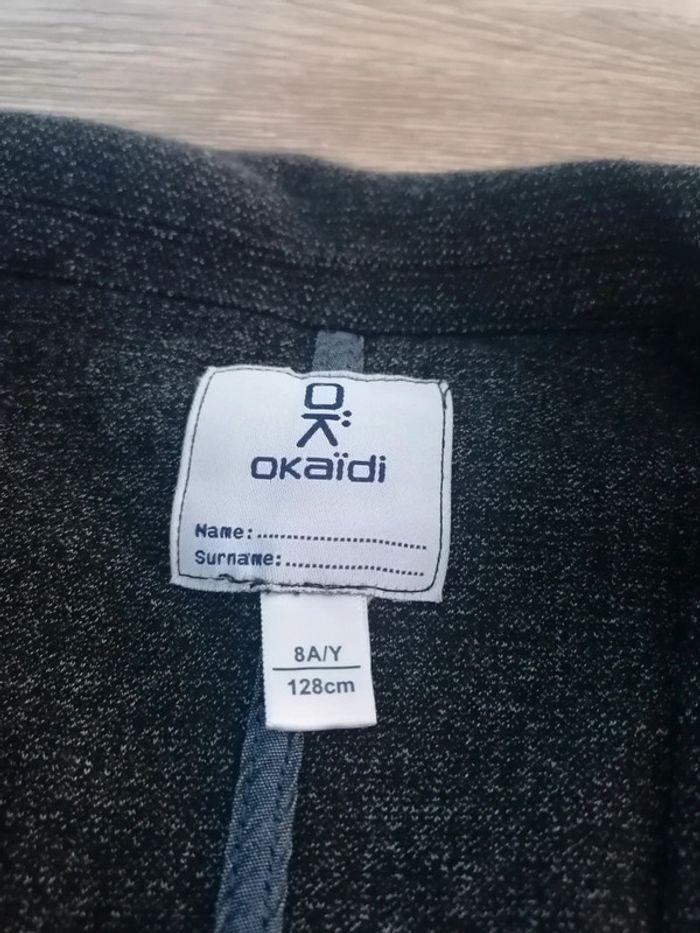 OK
OKaïdi
Name:........................
Surname:....................
8A/Y
128cm